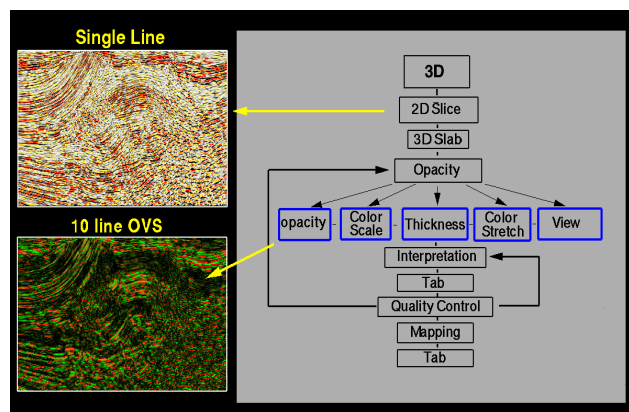 Single Line
10 line OVS
3D
2D Slice
3D Slab
Opacity
opacity
Color
Scale
Thickness
Color
Stretch
View
Interpretation
Tab
Quality Control
Mapping
Tab